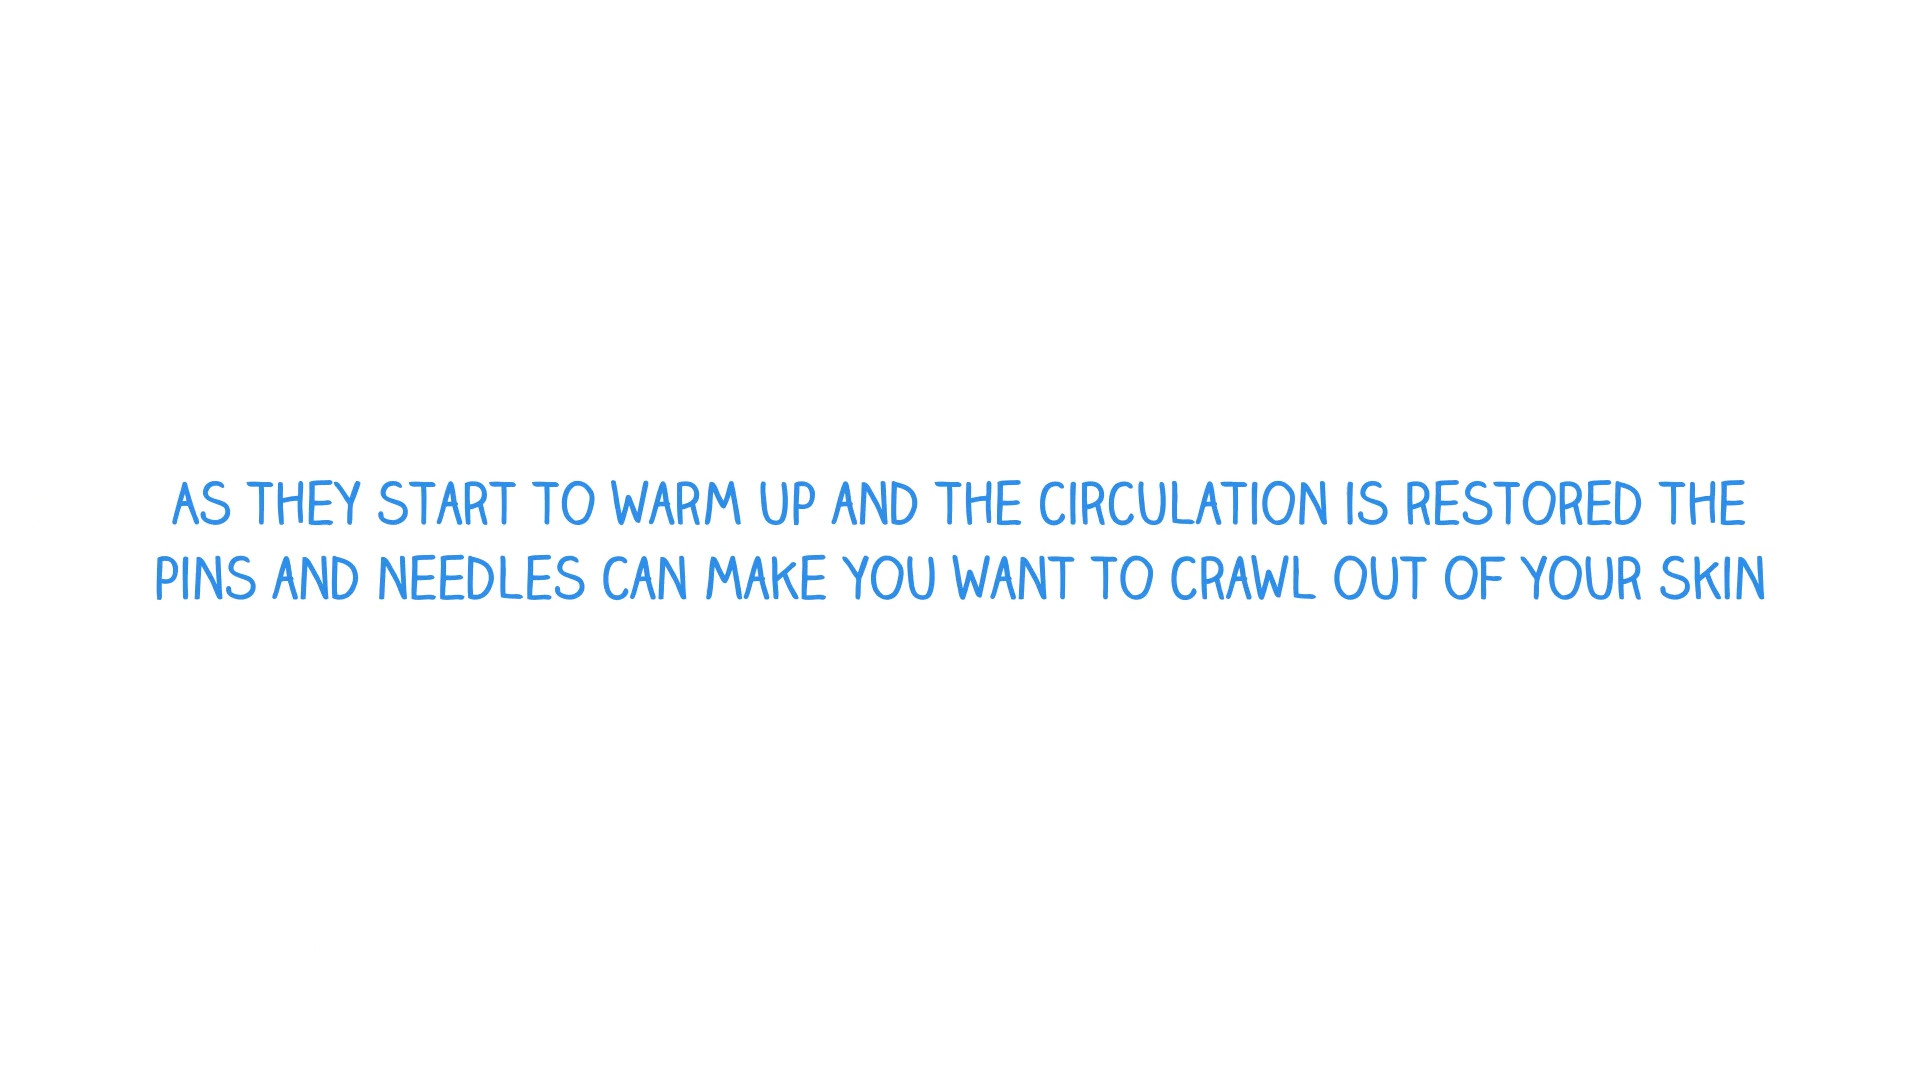 AS THEY START TO WARM UP AND THE CIRCULATION IS RESTORED THE
PINS AND NEEDLES CAN MAKE YOU WANT TO CRAWL OUT OF YOUR SKIN